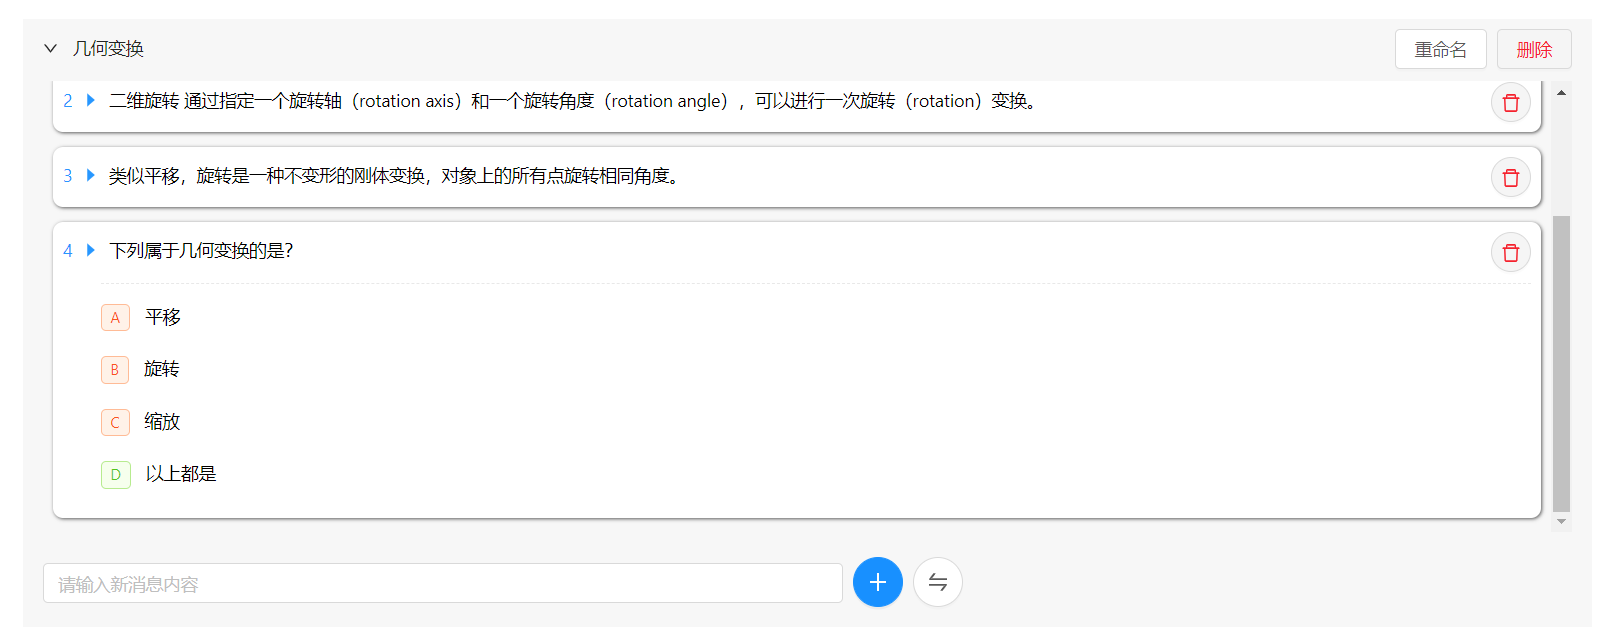 几何变换
重命名 删除
2 二维旋转 通过指定一个旋转轴（rotation axis）和一个旋转角度（rotation angle），可以进行一次旋转（rotation）变换。
3 类似平移，旋转是一种不变形的刚体变换，对象上的所有点旋转相同角度。
4 下列属于几何变换的是?
A 平移
B 旋转
C 缩放
D 以上都是
请输入新消息内容